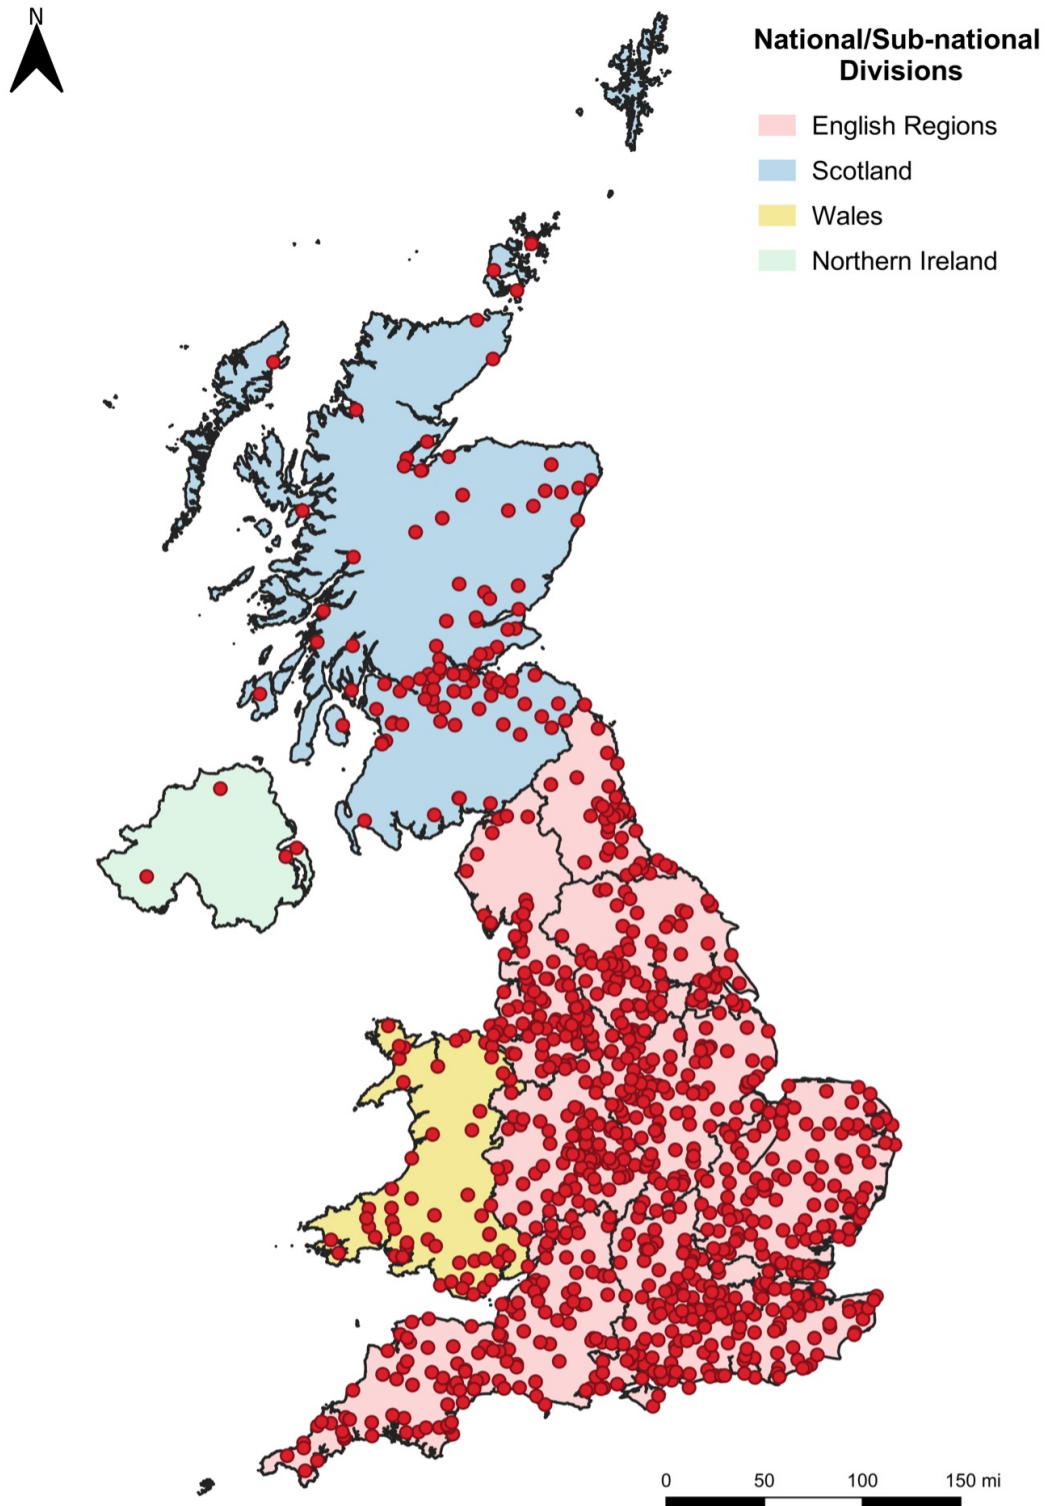 N
National/Sub-national
Divisions
English Regions
Scotland
Wales
Northern Ireland
0 50 100 150 mi